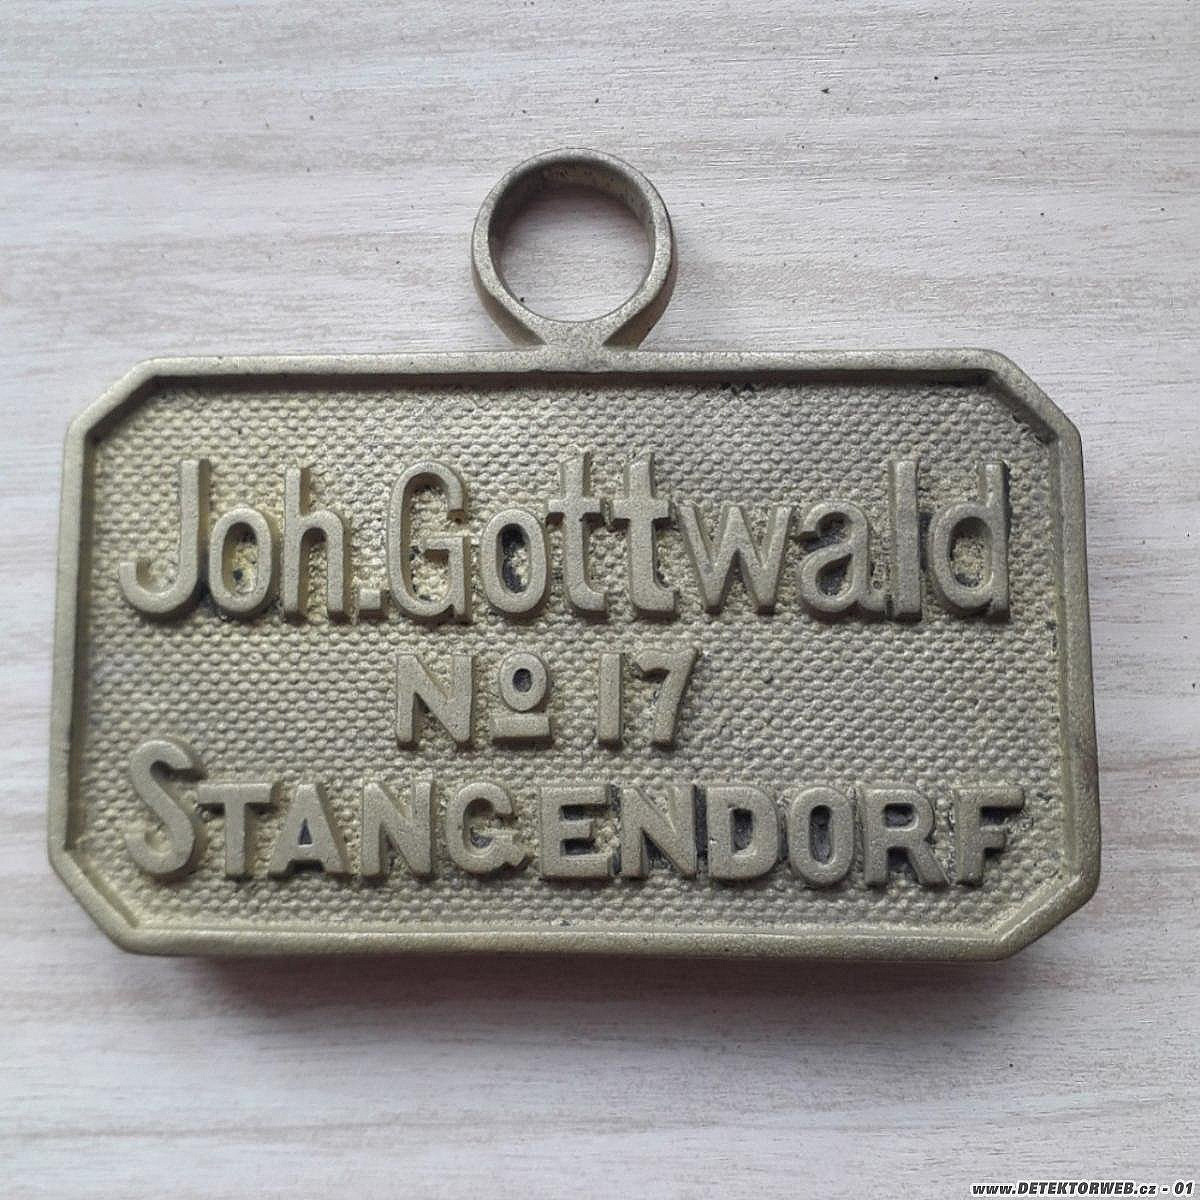 Joh. Gottwald
Nº 17
STANGENDORF
www.DETEKTORWEB.cz - 01